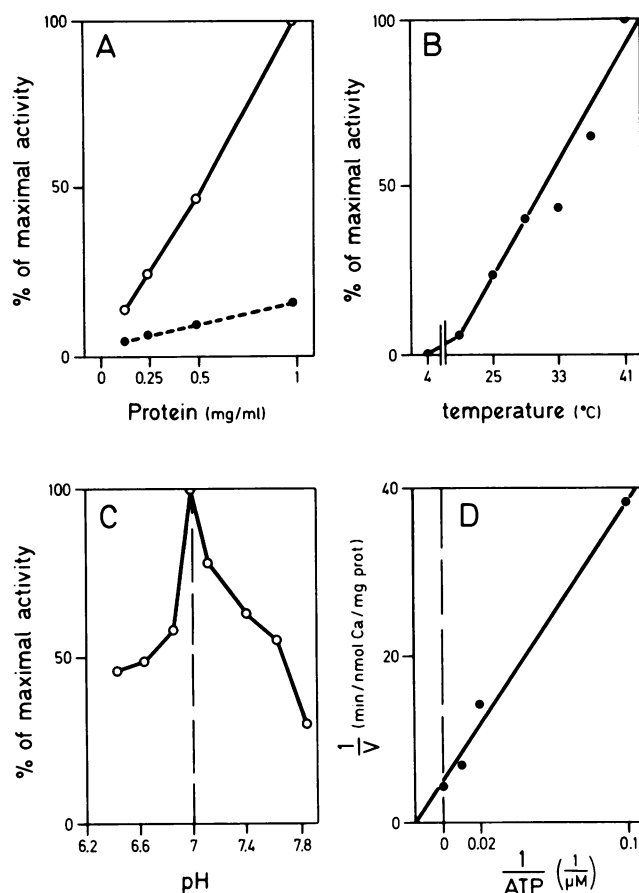 A
% of maximal activity
100
50
0
0 0.25 0.5 1
Protein (mg/ml)
B
% of maximal activity
100
50
0
4 25 33 41
temperature (°C)
C
% of maximal activity
100
50
0
6.2 6.6 7 7.4 7.8
pH
D
1/V (min/nmol Ca/mg prot)
40
20
0
0 0.02 0.1
1/ATP (1/µM)